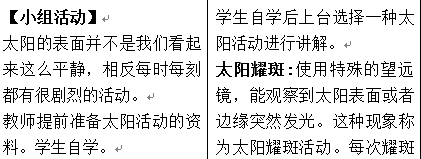 【小组活动】
太阳的表面并不是我们看起
来这么平静，相反每时每刻
都有很剧烈的活动。
教师提前准备太阳活动的资
料。学生自学。
学生自学后上台选择一种太
阳活动进行讲解。
太阳耀斑:使用特殊的望远
镜，能观察到太阳表面或者
边缘突然发光。这种现象称
为太阳耀斑活动。每次耀斑